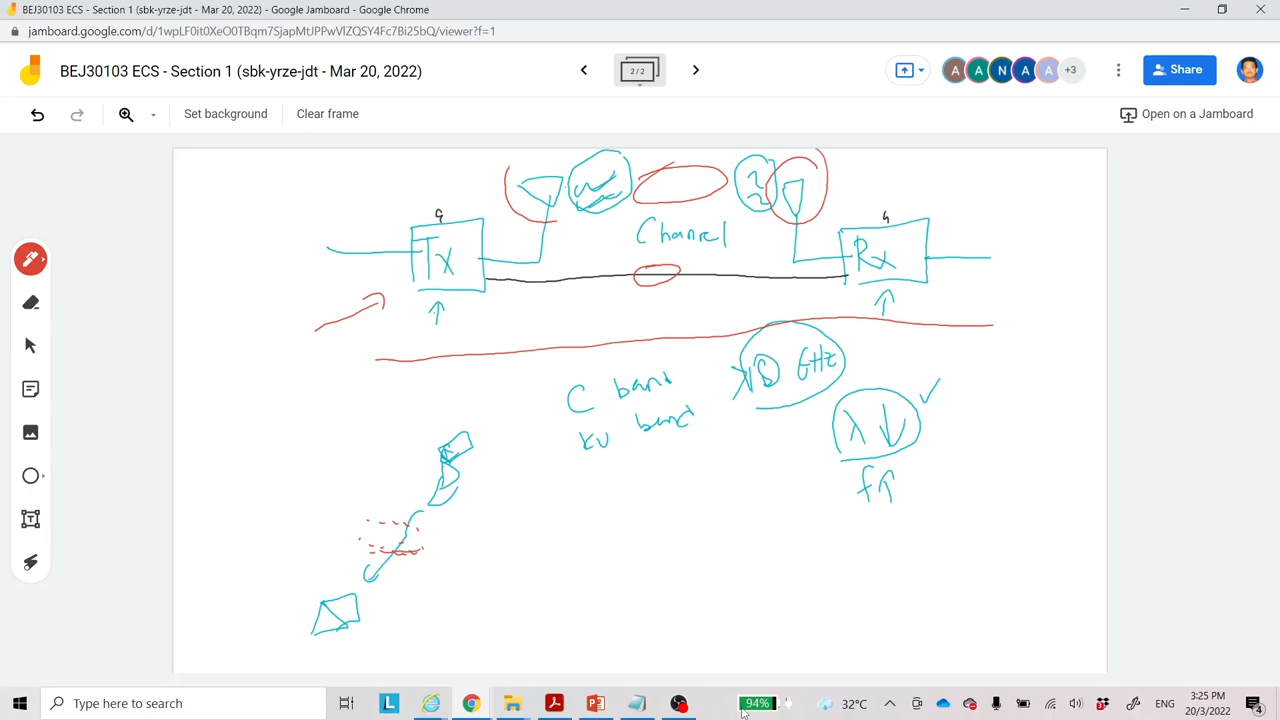 BEJ30103 ECS - Section 1 (sbk-yrze-jdt - Mar 20, 2022) - Google Jamboard - Google Chrome
jamboard.google.com/d/1wpLF0it0XeO0TBqm7SjapMtJPPwVlZQSY4Fc7Bi25bQ/viewer?f=1
BEJ30103 ECS - Section 1 (sbk-yrze-jdt - Mar 20, 2022)
2 / 2
A A N A A +3
Share
Set background Clear frame
Open on a Jamboard
Channel
Tx Rx
C band
GHz
KU band
λ ↓
f↑
Type here to search
L
94%
32°C
ENG
3:25 PM
20/3/2022
4